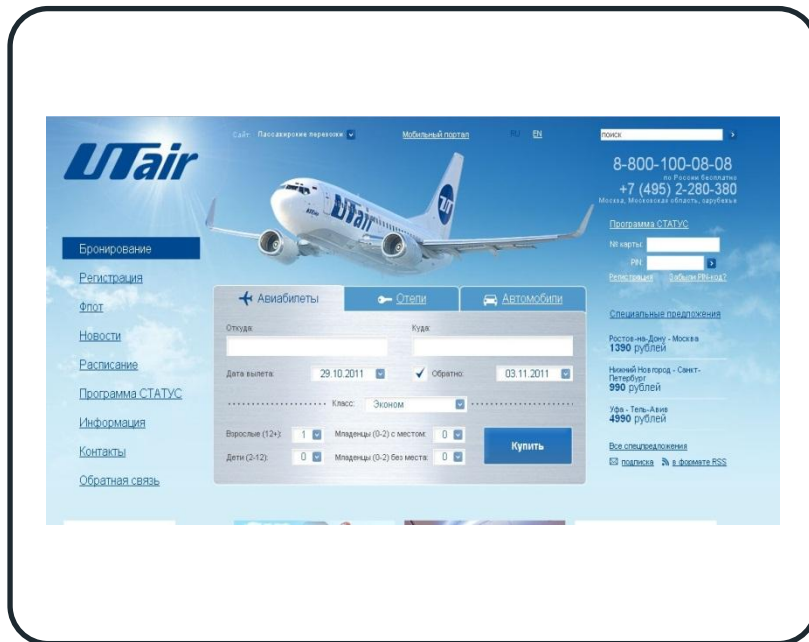 Сайт: Пассажирские перевозки
Мобильный портал
RU EN
поиск
UTair
UTair
8-800-100-08-08
по России бесплатно
+7 (495) 2-280-380
Москва, Московская область, зарубежье
Программа СТАТУС
№ карты:
PIN:
Регистрация Забыли PIN-код?
Бронирование
Регистрация
Флот
Новости
Расписание
Программа СТАТУС
Информация
Контакты
Обратная связь
Авиабилеты
Отели
Автомобили
Откуда:
Куда:
Дата вылета: 29.10.2011
Обратно: 03.11.2011
Класс: Эконом
Взрослые (12+): 1 Младенцы (0-2) с местом: 0
Дети (2-12): 0 Младенцы (0-2) без места: 0
Купить
Специальные предложения
Ростов-на-Дону - Москва
1390 рублей
Нижний Новгород - Санкт-
Петербург
990 рублей
Уфа - Тель-Авив
4990 рублей
Все спецпредложения
подписка в формате RSS